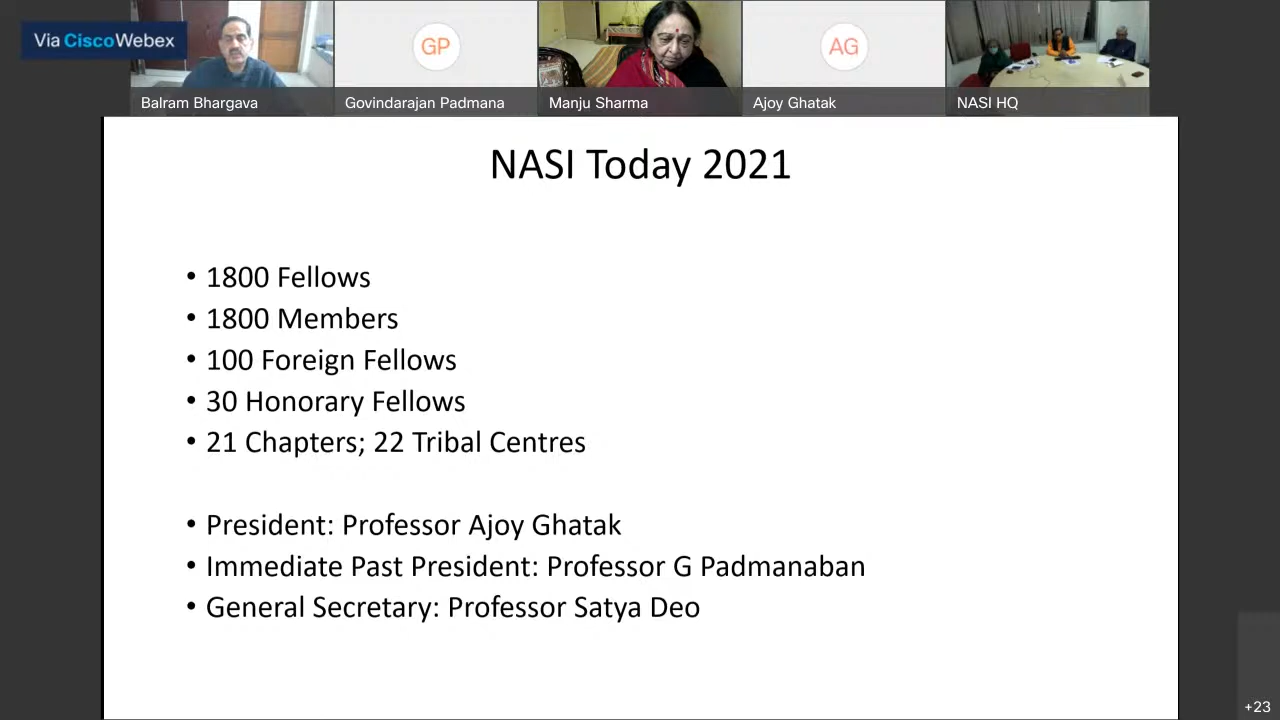 Via CiscoWebex
GP
AG
Balram Bhargava
Govindarajan Padmana
Manju Sharma
Ajoy Ghatak
NASI HQ
NASI Today 2021
• 1800 Fellows
• 1800 Members
• 100 Foreign Fellows
• 30 Honorary Fellows
• 21 Chapters; 22 Tribal Centres
• President: Professor Ajoy Ghatak
• Immediate Past President: Professor G Padmanaban
• General Secretary: Professor Satya Deo
+23